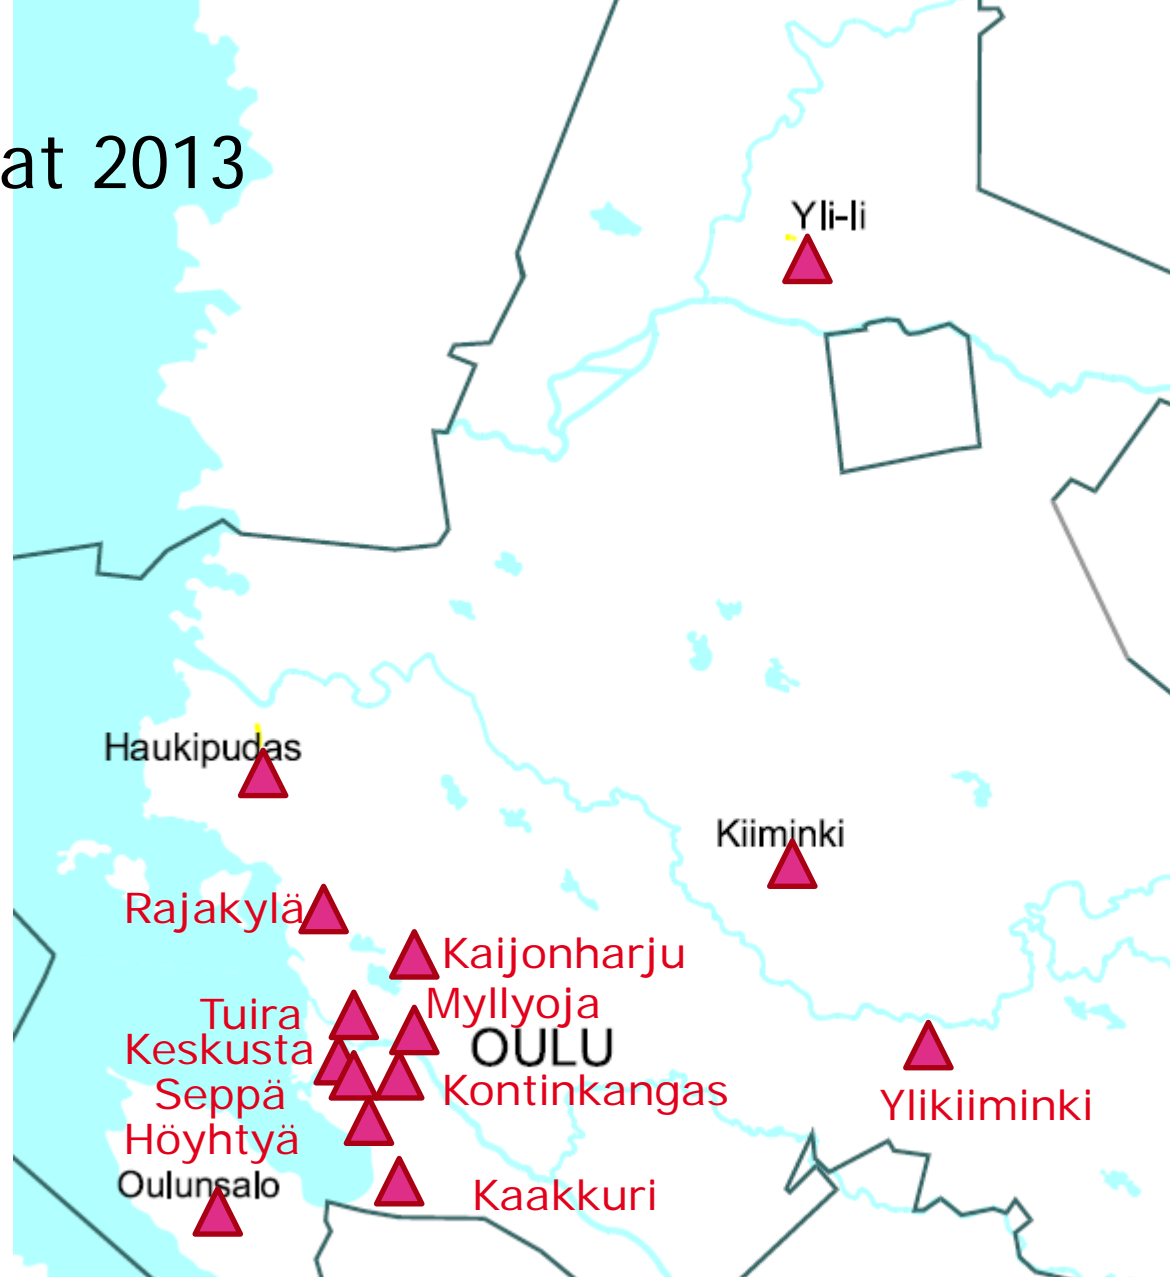 at 2013
Yli-Ii
Haukipudas
Kiiminki
Rajakylä
Kaijonharju
Myllyoja
Tuira
OULU
Keskusta
Kontinkangas
Seppä
Ylikiiminki
Höyhtyä
Oulunsalo
Kaakkuri